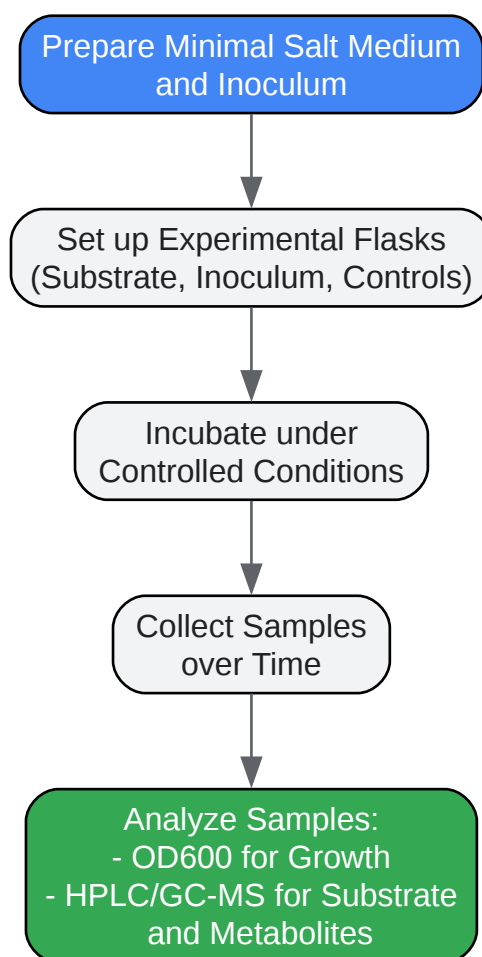 Prepare Minimal Salt Medium
and Inoculum
Set up Experimental Flasks
(Substrate, Inoculum, Controls)
Incubate under
Controlled Conditions
Collect Samples
over Time
Analyze Samples:
- OD600 for Growth
- HPLC/GC-MS for Substrate
and Metabolites